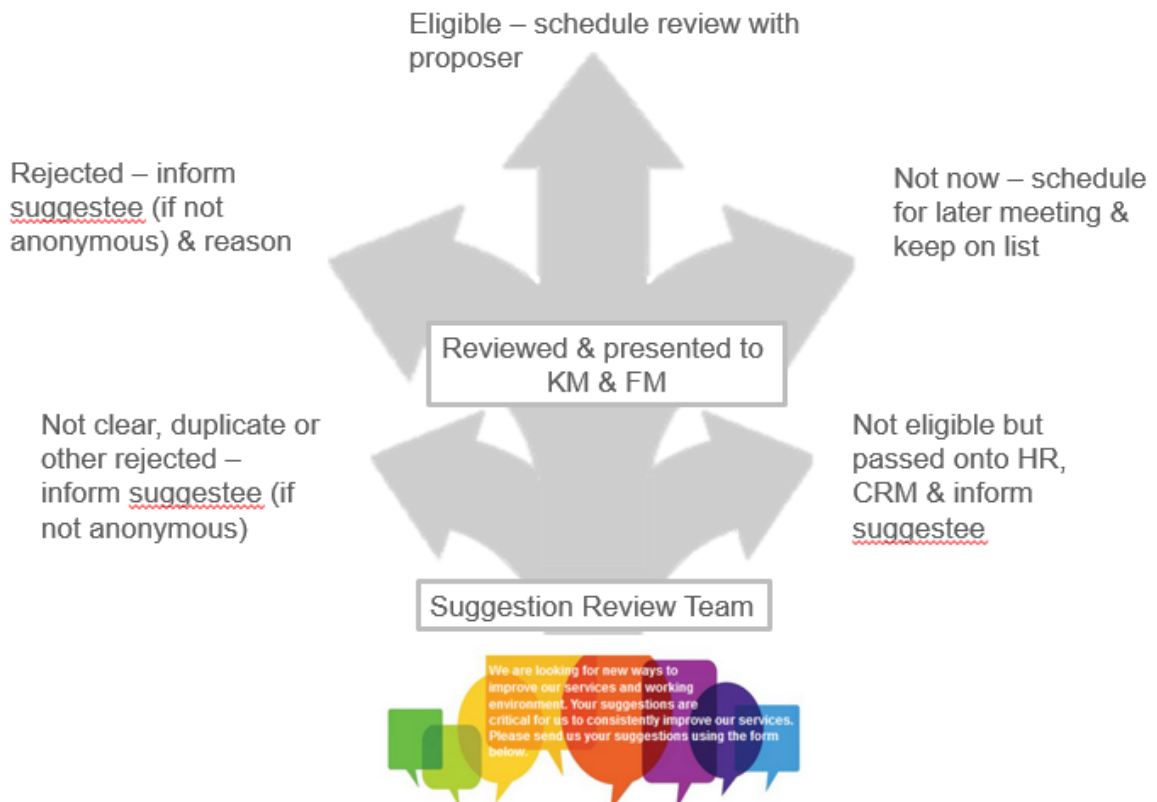 Eligible – schedule review with
proposer
Rejected – inform
suggestee (if not
anonymous) & reason
Not now – schedule
for later meeting &
keep on list
Reviewed & presented to
KM & FM
Not clear, duplicate or
other rejected –
inform suggestee (if
not anonymous)
Not eligible but
passed onto HR,
CRM & inform
suggestee
Suggestion Review Team
We are looking for new ways to
improve our services and working
environment. Your suggestions are
critical for us to consistently improve our services.
Please send us your suggestions using the form
below.